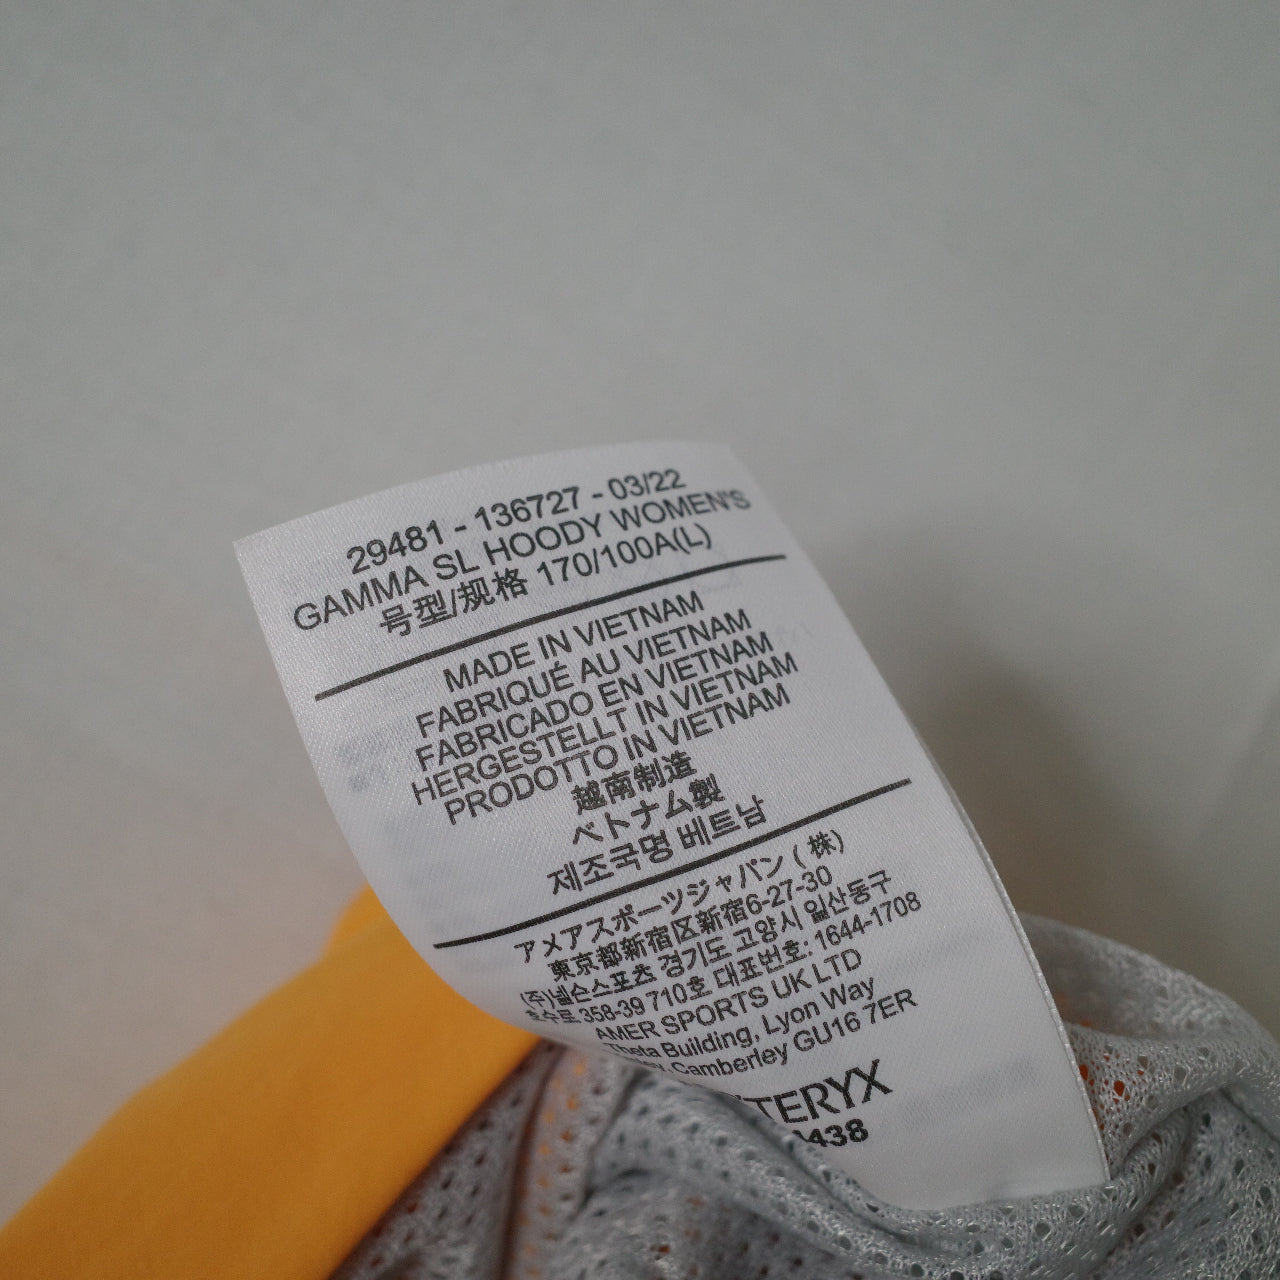 29481 - 136727 - 03/22
GAMMA SL HOODY WOMEN'S
号型/规格 170/100A(L)
MADE IN VIETNAM
FABRIQUÉ AU VIETNAM
FABRICADO EN VIETNAM
HERGESTELLT IN VIETNAM
PRODOTTO IN VIETNAM
越南制造
ベトナム製
제조국명 베트남
アメアスポーツジャパン（株）
東京都新宿区新宿6-27-30
(주)넬슨스포츠 경기도 고양시 일산동구
호수로 358-39 710호 대표번호: 1644-1708
AMER SPORTS UK LTD
Theta Building, Lyon Way
Camberley GU16 7ER